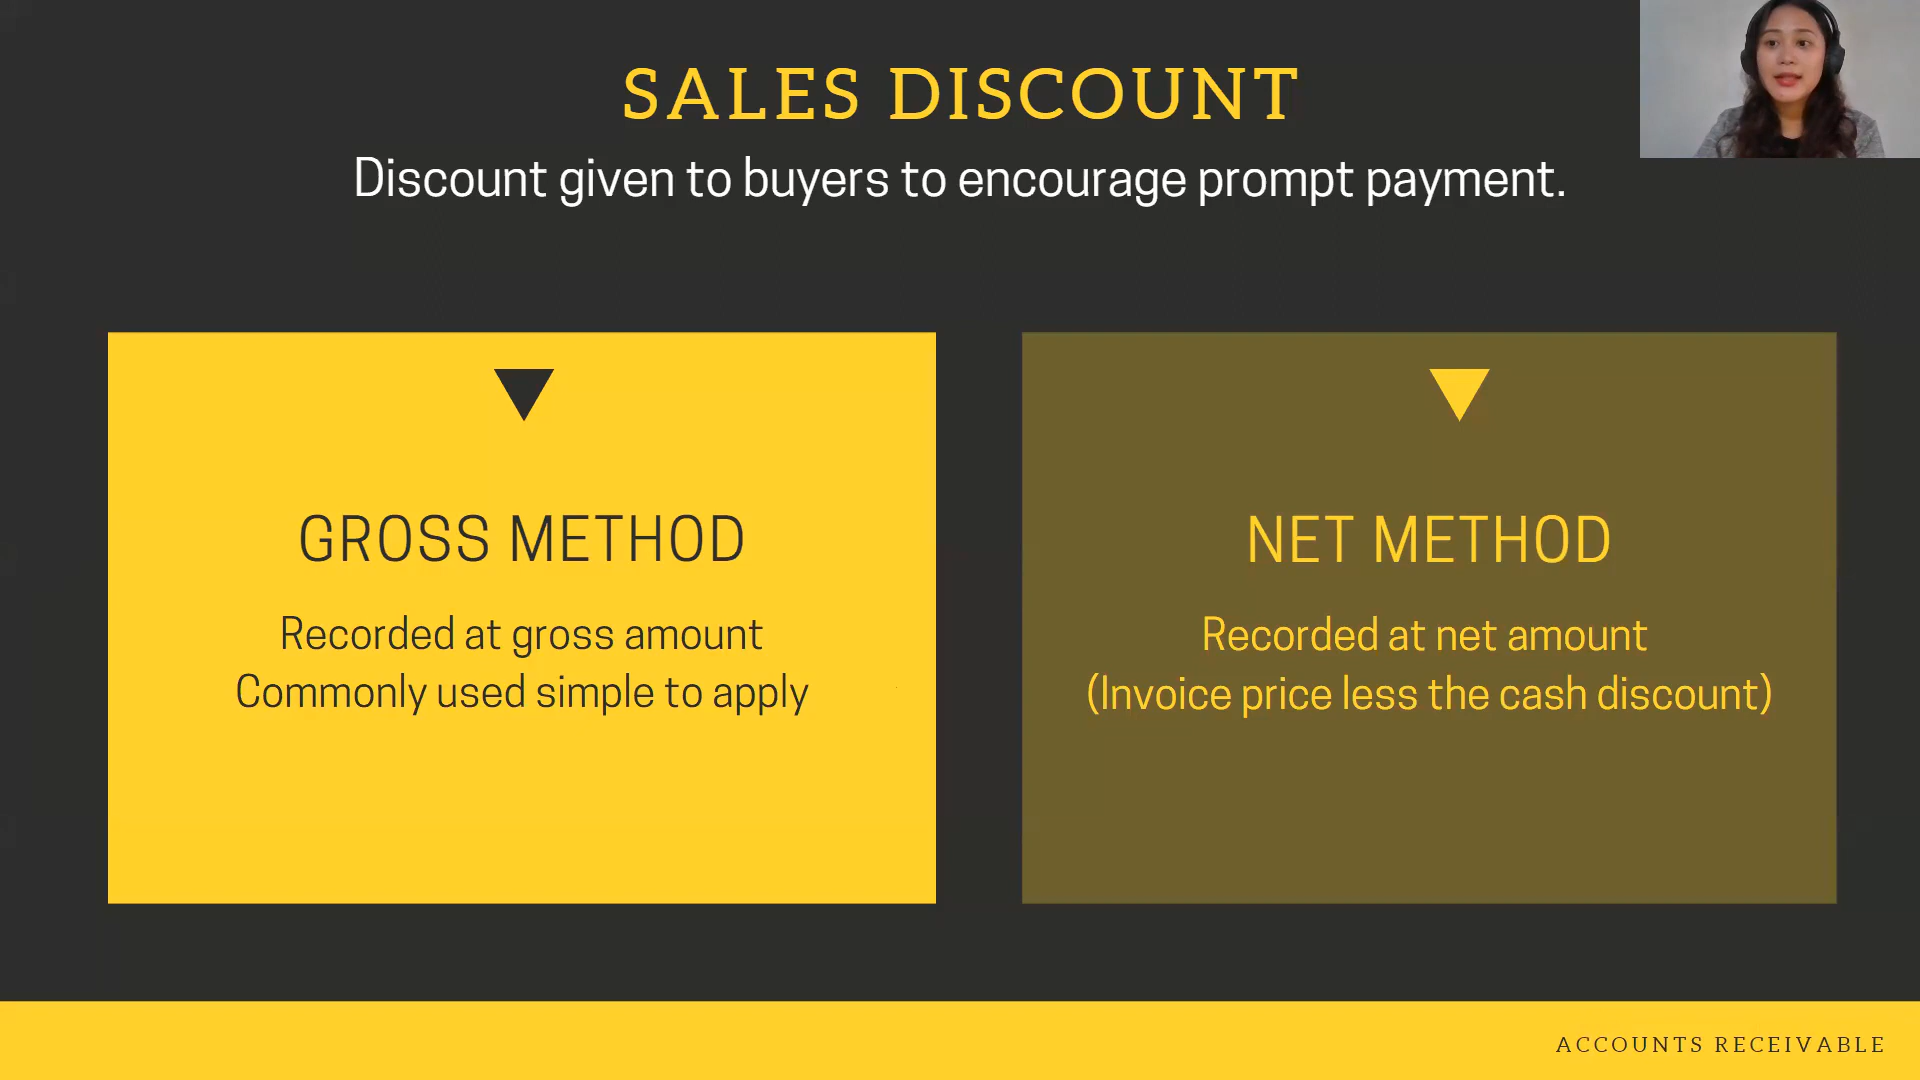 SALES DISCOUNT
Discount given to buyers to encourage prompt payment.
GROSS METHOD
Recorded at gross amount
Commonly used simple to apply
NET METHOD
Recorded at net amount
(Invoice price less the cash discount)
ACCOUNTS RECEIVABLE